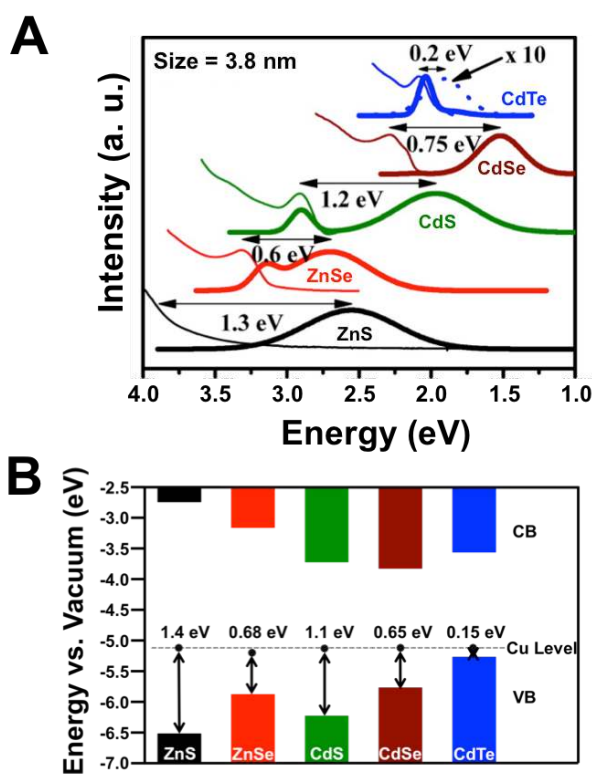 A
Size = 3.8 nm
0.2 eV
x 10
CdTe
0.75 eV
CdSe
1.2 eV
CdS
0.6 eV
ZnSe
1.3 eV
ZnS
Intensity (a. u.)
4.0 3.5 3.0 2.5 2.0 1.5 1.0
Energy (eV)
B
Energy vs. Vacuum (eV)
-2.5
-3.0
CB
-3.5
-4.0
-4.5
-5.0
1.4 eV 0.68 eV 1.1 eV 0.65 eV 0.15 eV
Cu Level
-5.5
VB
-6.0
-6.5
-7.0
ZnS ZnSe CdS CdSe CdTe